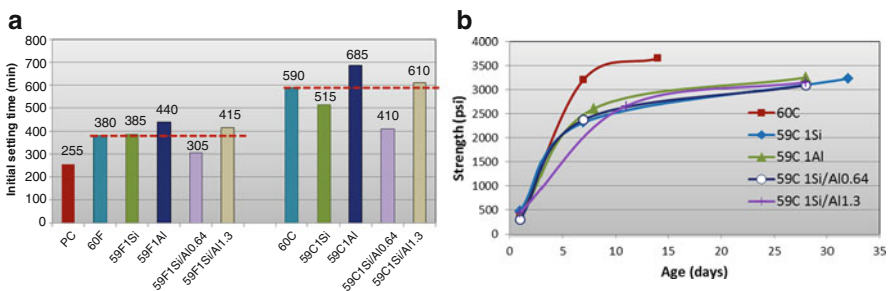 a
800
700
600
500
400
300
200
100
0
Initial setting time (min)
255
380
385
440
305
415
590
515
685
410
610
PC
60F
59F1Si
59F1Al
59F1Si/Al0.64
59F1Si/Al1.3
60C
59C1Si
59C1Al
59C1Si/Al0.64
59C1Si/Al1.3
b
4000
3500
3000
2500
2000
1500
1000
500
0
Strength (psi)
0 5 10 15 20 25 30 35
Age (days)
60C
59C 1Si
59C 1Al
59C 1Si/Al0.64
59C 1Si/Al1.3